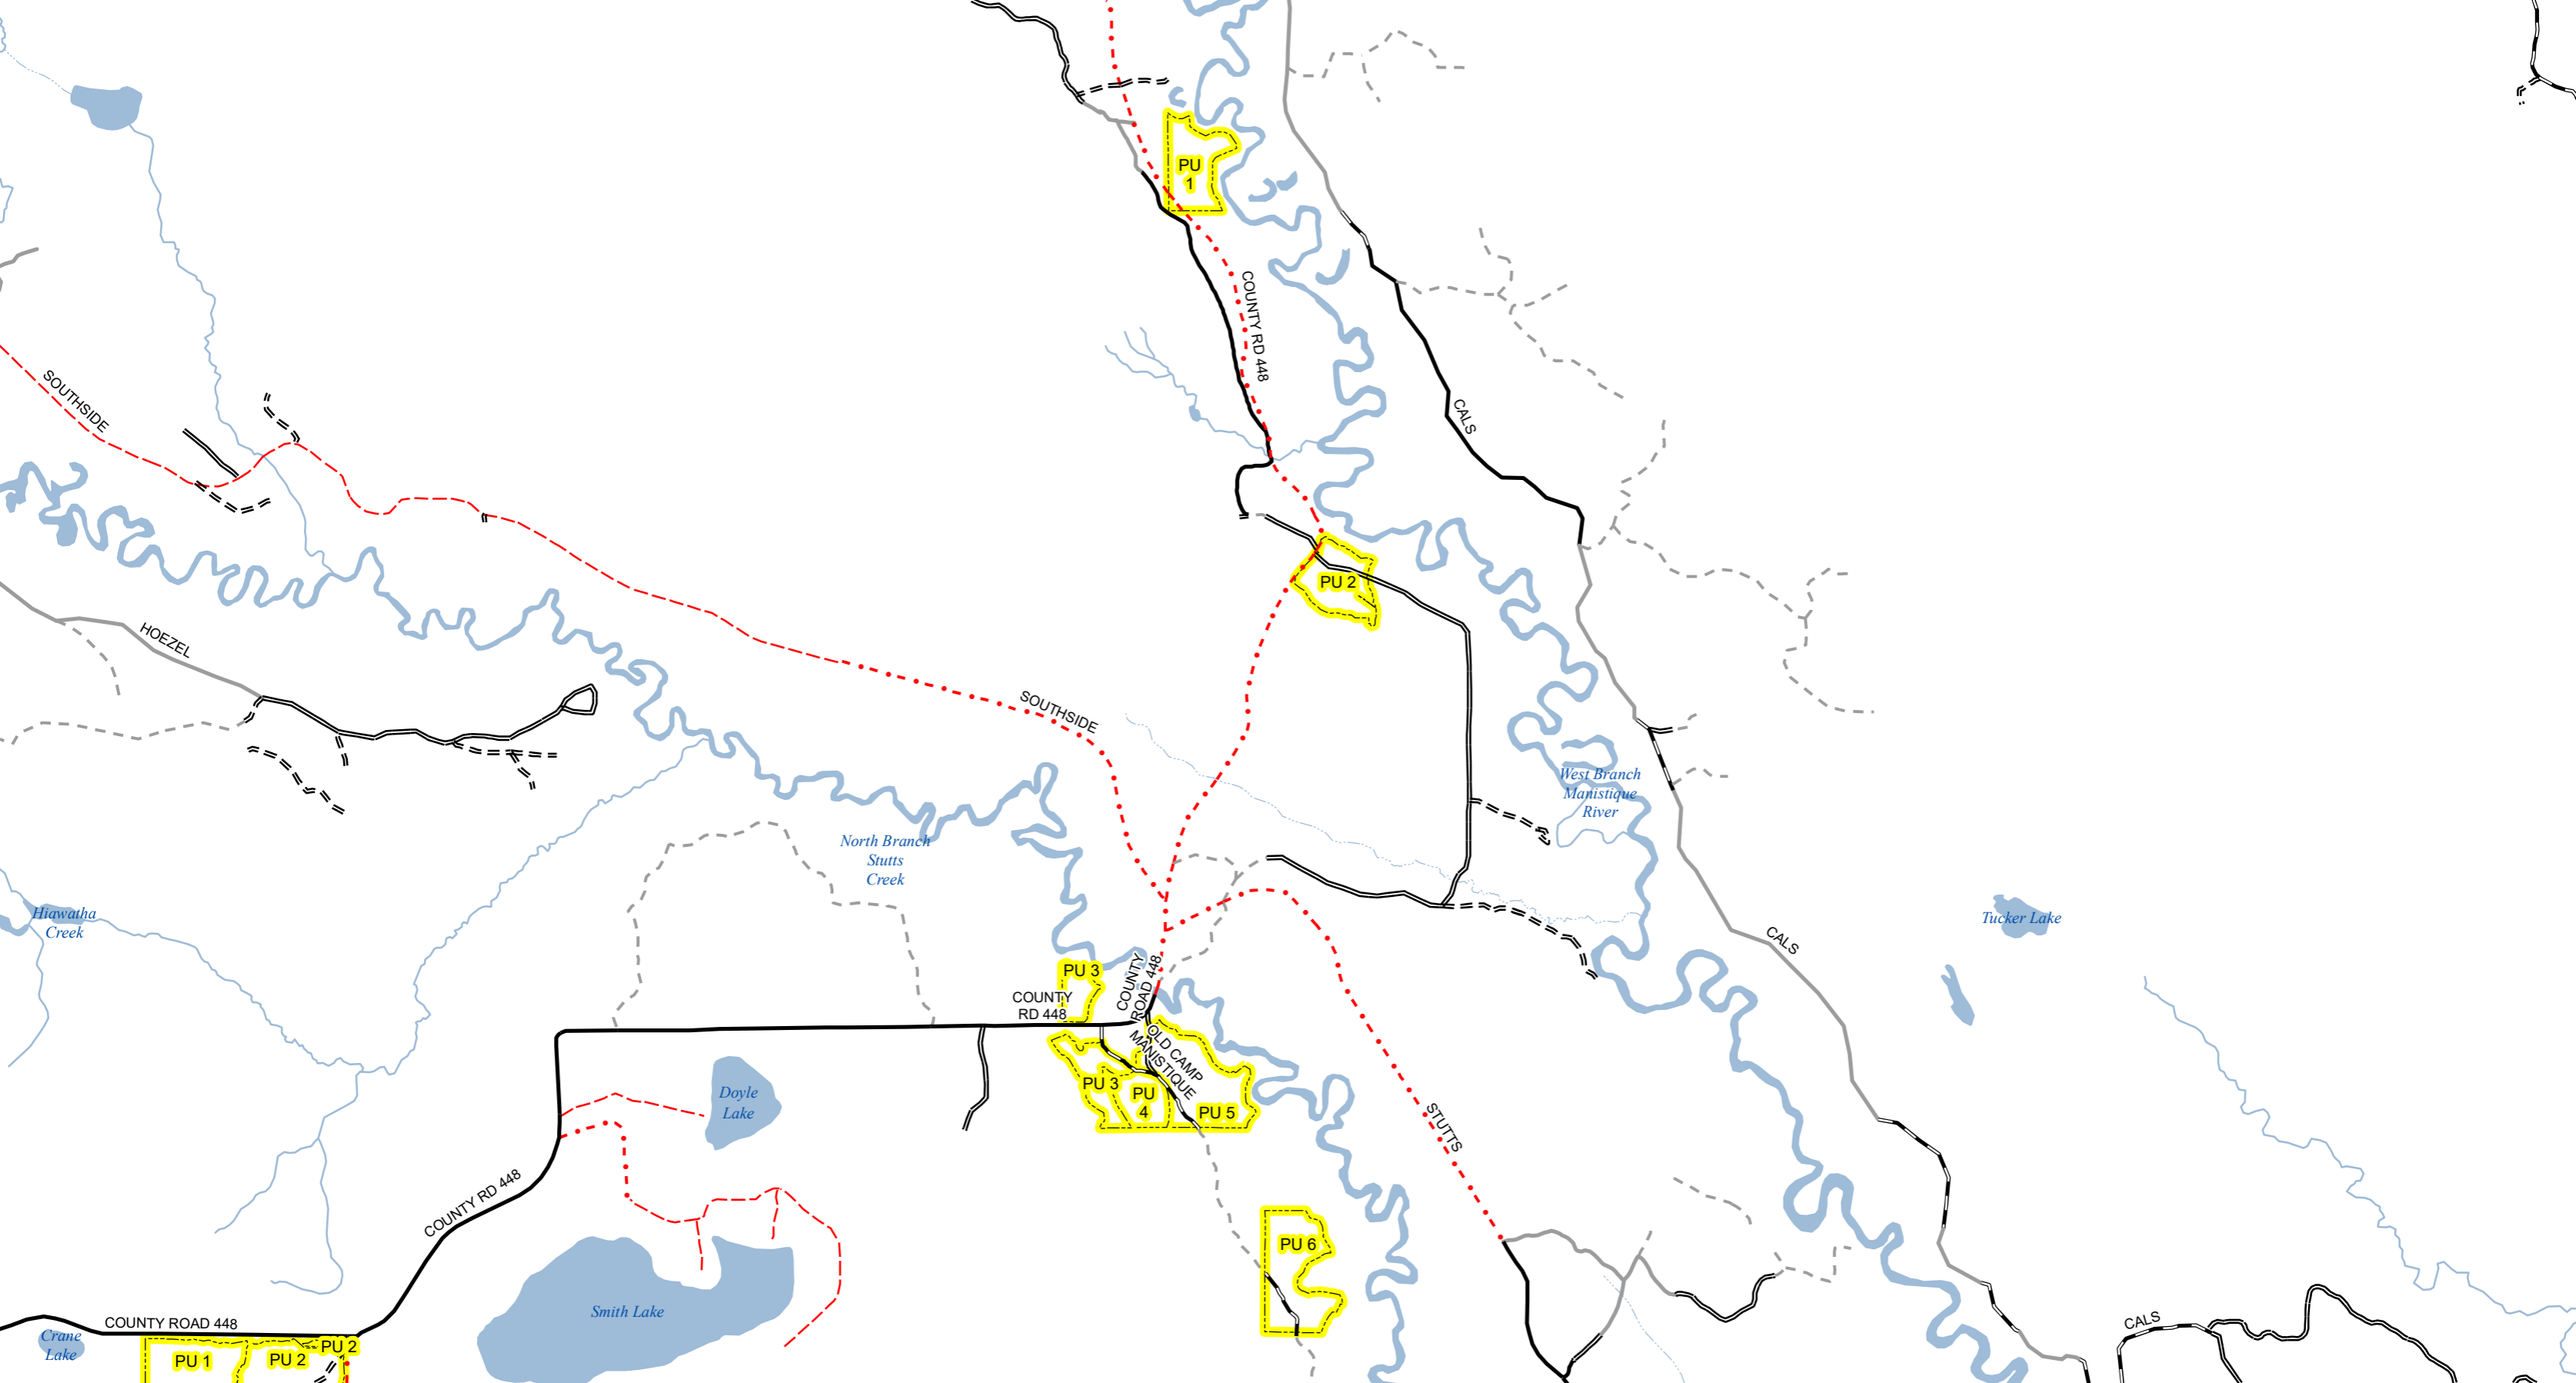 PU
1
COUNTY RD 448
SOUTHSIDE
CALS
PU 2
HOEZEL
SOUTHSIDE
West Branch
Manistique
River
North Branch
Stutts
Creek
Hiawatha
Creek
Tucker Lake
CALS
PU 3
COUNTY
ROAD 448
COUNTY
RD 448
OLD CAMP
MANISTIQUE
PU 3
PU
4
PU 5
Doyle
Lake
STUTTS
COUNTY RD 448
PU 6
Smith Lake
COUNTY ROAD 448
CALS
Crane
Lake
PU 1
PU 2
PU 2